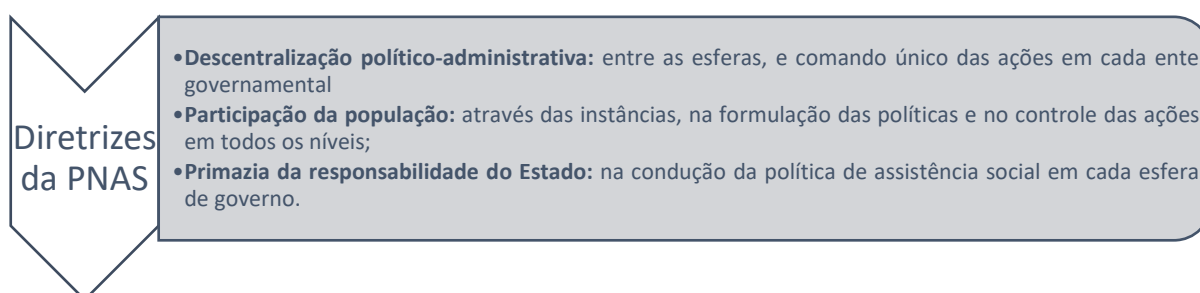 Diretrizes
da PNAS
•Descentralização político-administrativa: entre as esferas, e comando único das ações em cada ente
governamental
•Participação da população: através das instâncias, na formulação das políticas e no controle das ações
em todos os níveis;
•Primazia da responsabilidade do Estado: na condução da política de assistência social em cada esfera
de governo.